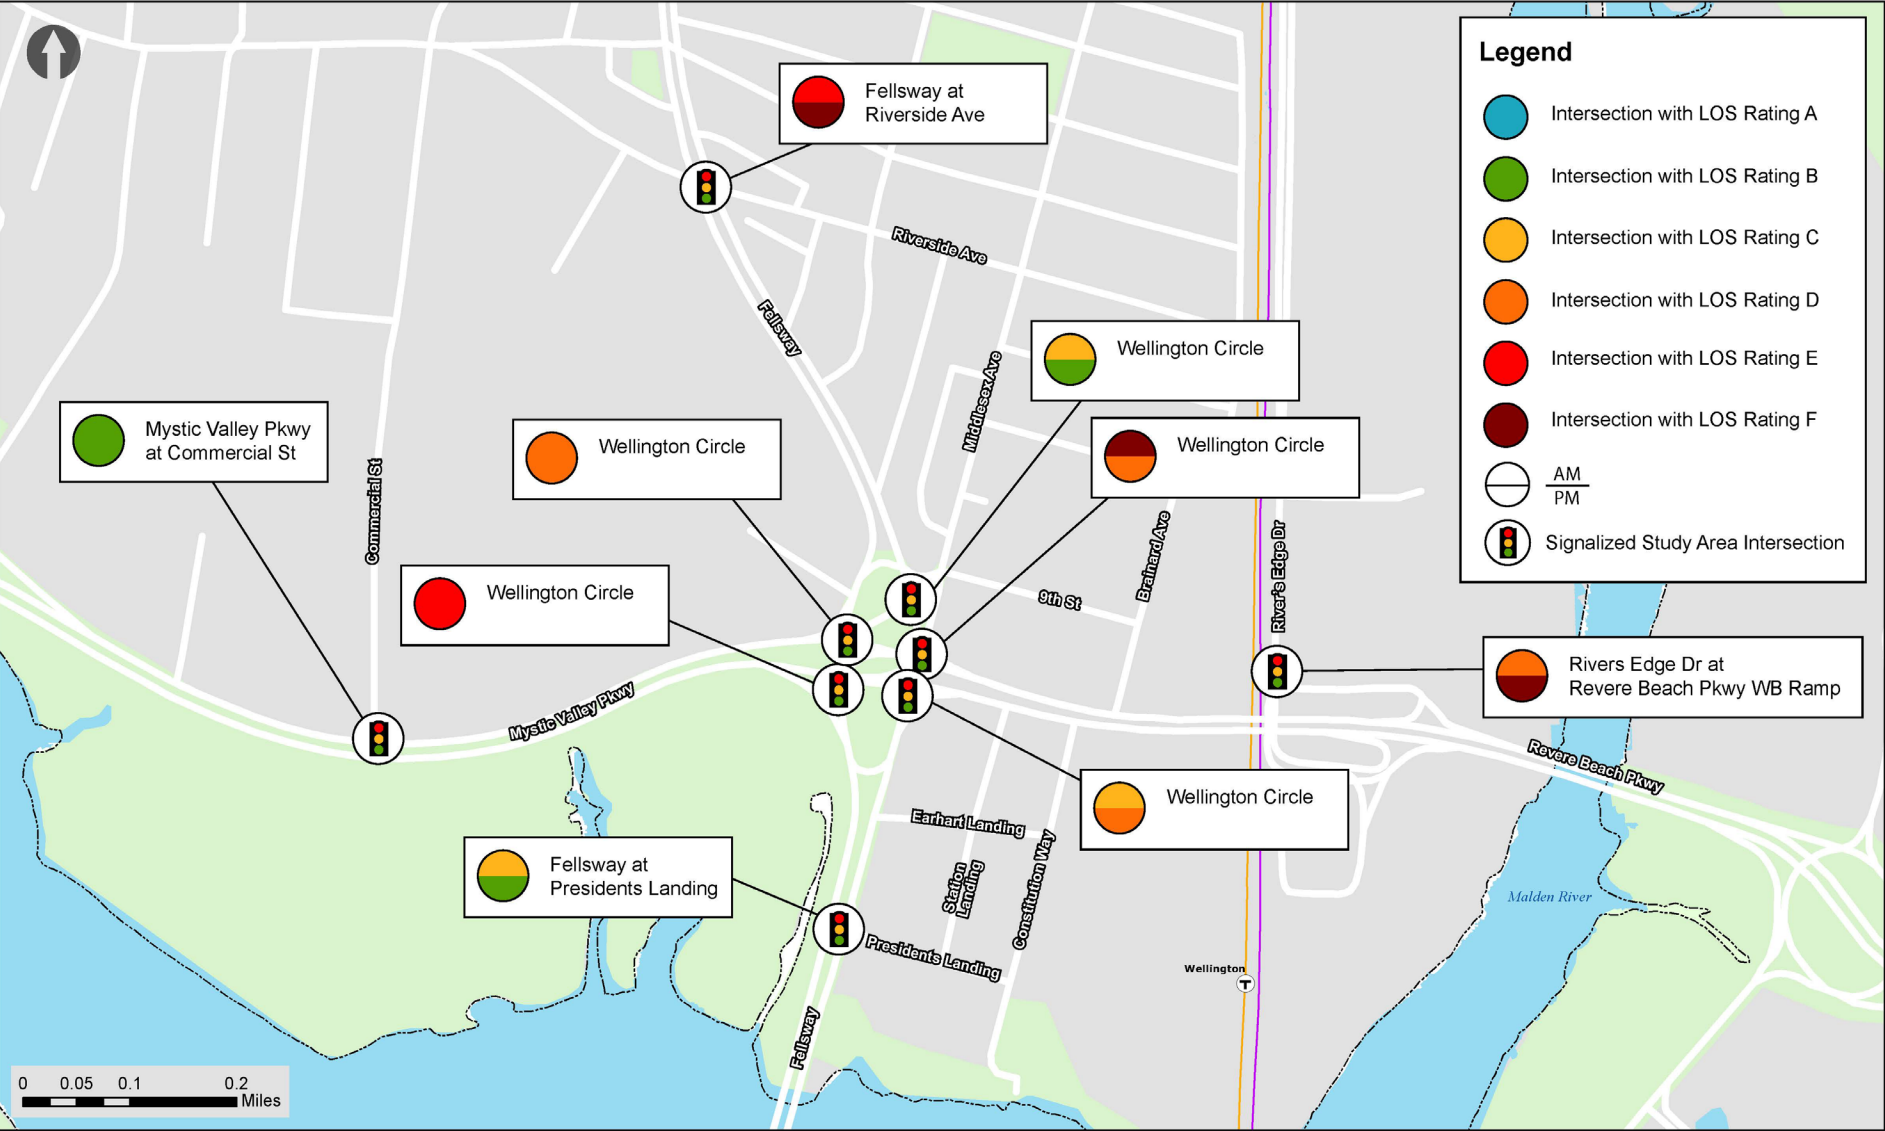 Fellsway at
Riverside Ave
Legend
Intersection with LOS Rating A
Intersection with LOS Rating B
Intersection with LOS Rating C
Intersection with LOS Rating D
Intersection with LOS Rating E
Intersection with LOS Rating F
AM
PM
Signalized Study Area Intersection
Riverside Ave
Fellsway
Wellington Circle
Middlesex Ave
Mystic Valley Pkwy
at Commercial St
Wellington Circle
Wellington Circle
Commercial St
Brainard Ave
River's Edge Dr
Wellington Circle
9th St
Rivers Edge Dr at
Revere Beach Pkwy WB Ramp
Mystic Valley Pkwy
Revere Beach Pkwy
Wellington Circle
Earhart Landing
Station
Landing
Constitution Way
Fellsway at
Presidents Landing
Malden River
Presidents Landing
Wellington
T
Fellsway
0 0.05 0.1 0.2
Miles